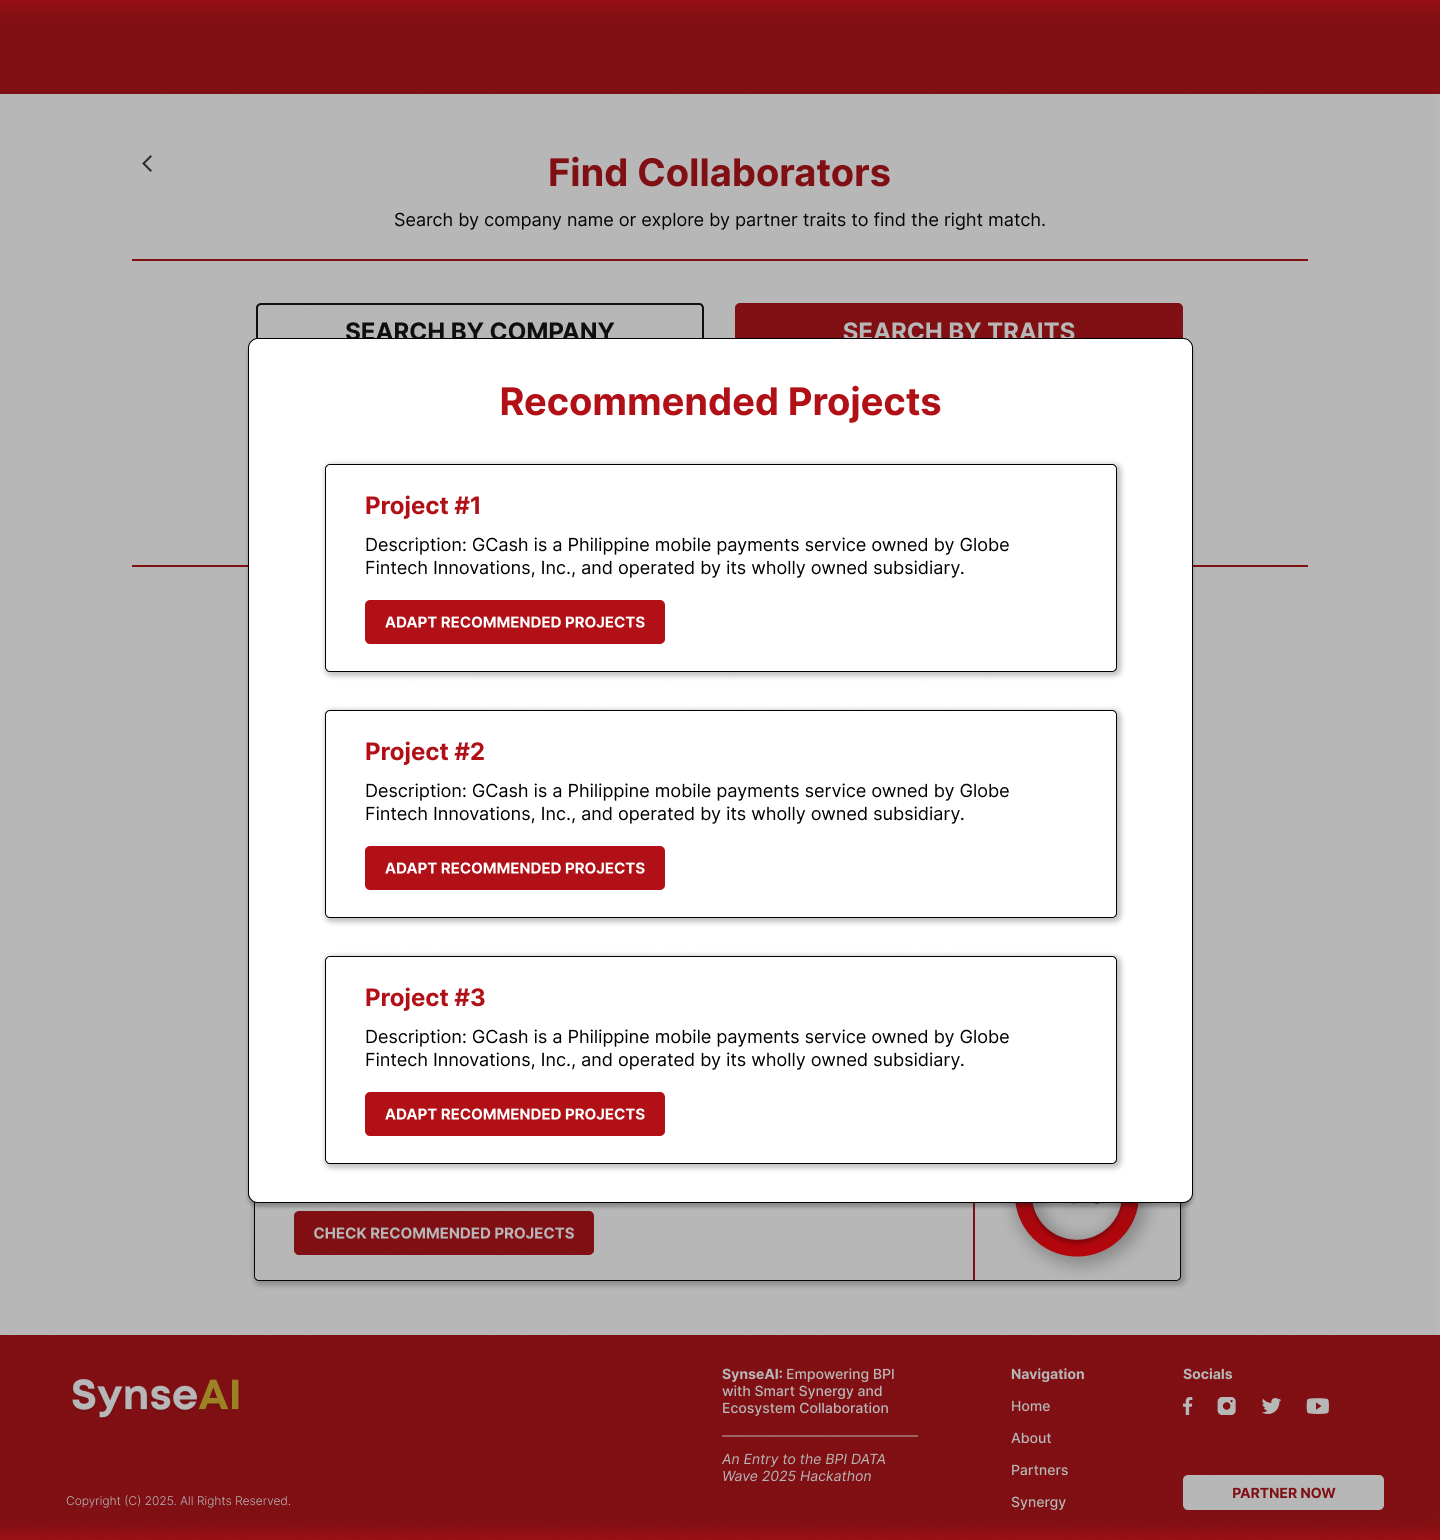 Find Collaborators
Search by company name or explore by partner traits to find the right match.
SEARCH BY COMPANY
SEARCH BY TRAITS
Recommended Projects
Project #1
Description: GCash is a Philippine mobile payments service owned by Globe
Fintech Innovations, Inc., and operated by its wholly owned subsidiary.
ADAPT RECOMMENDED PROJECTS
Project #2
Description: GCash is a Philippine mobile payments service owned by Globe
Fintech Innovations, Inc., and operated by its wholly owned subsidiary.
ADAPT RECOMMENDED PROJECTS
Project #3
Description: GCash is a Philippine mobile payments service owned by Globe
Fintech Innovations, Inc., and operated by its wholly owned subsidiary.
ADAPT RECOMMENDED PROJECTS
CHECK RECOMMENDED PROJECTS
SynseAI
Copyright (C) 2025. All Rights Reserved.
SynseAI: Empowering BPI
with Smart Synergy and
Ecosystem Collaboration
An Entry to the BPI DATA
Wave 2025 Hackathon
Navigation
Home
About
Partners
Synergy
Socials
PARTNER NOW